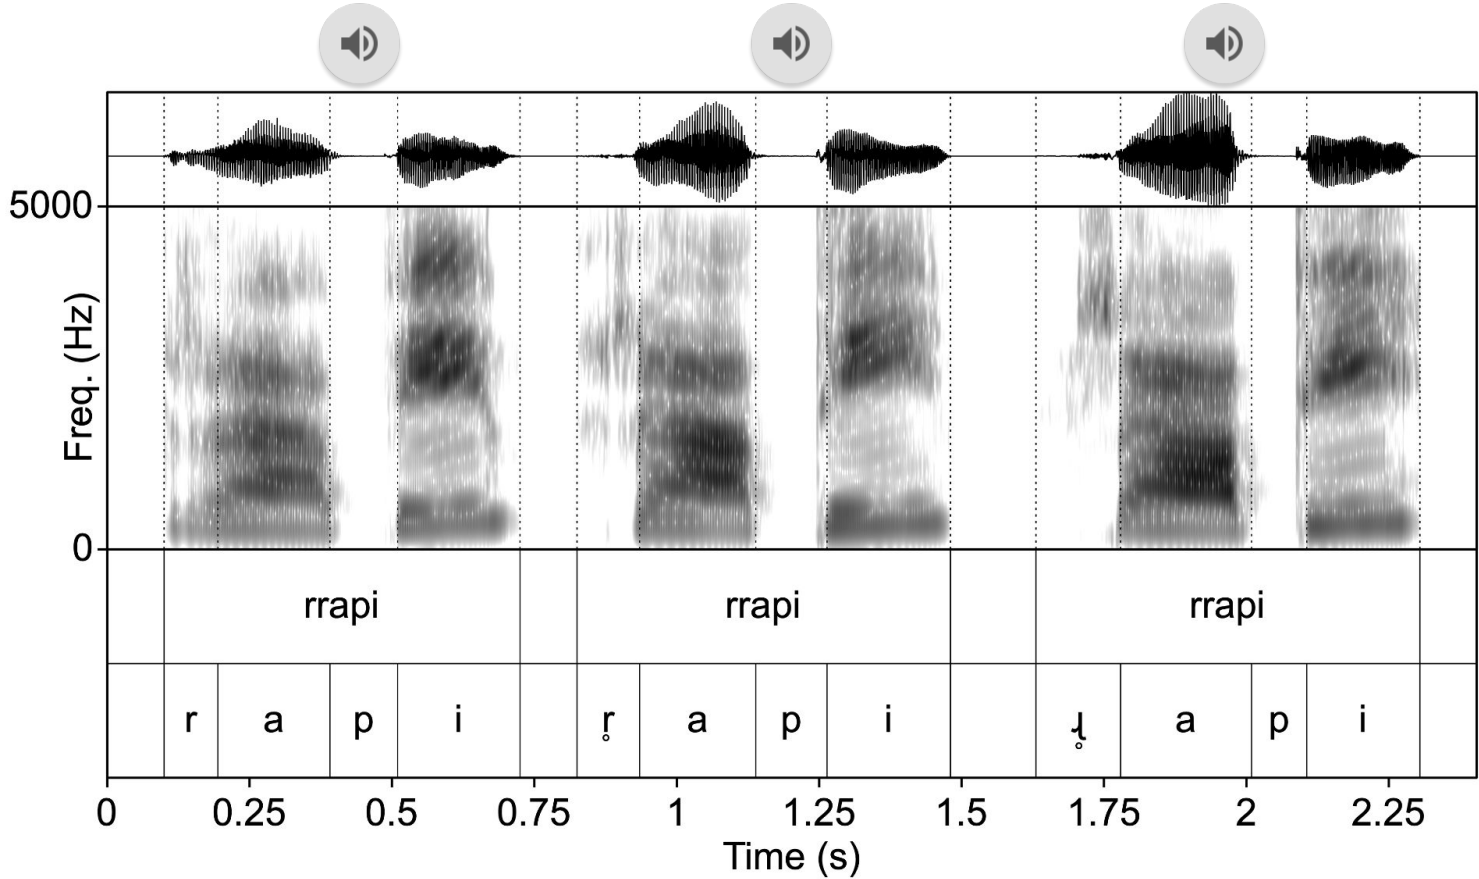 5000
Freq. (Hz)
0
rrapi rrapi rrapi
r a p i r̥ a p i ɻ̥ a p i
0 0.25 0.5 0.75 1 1.25 1.5 1.75 2 2.25
Time (s)